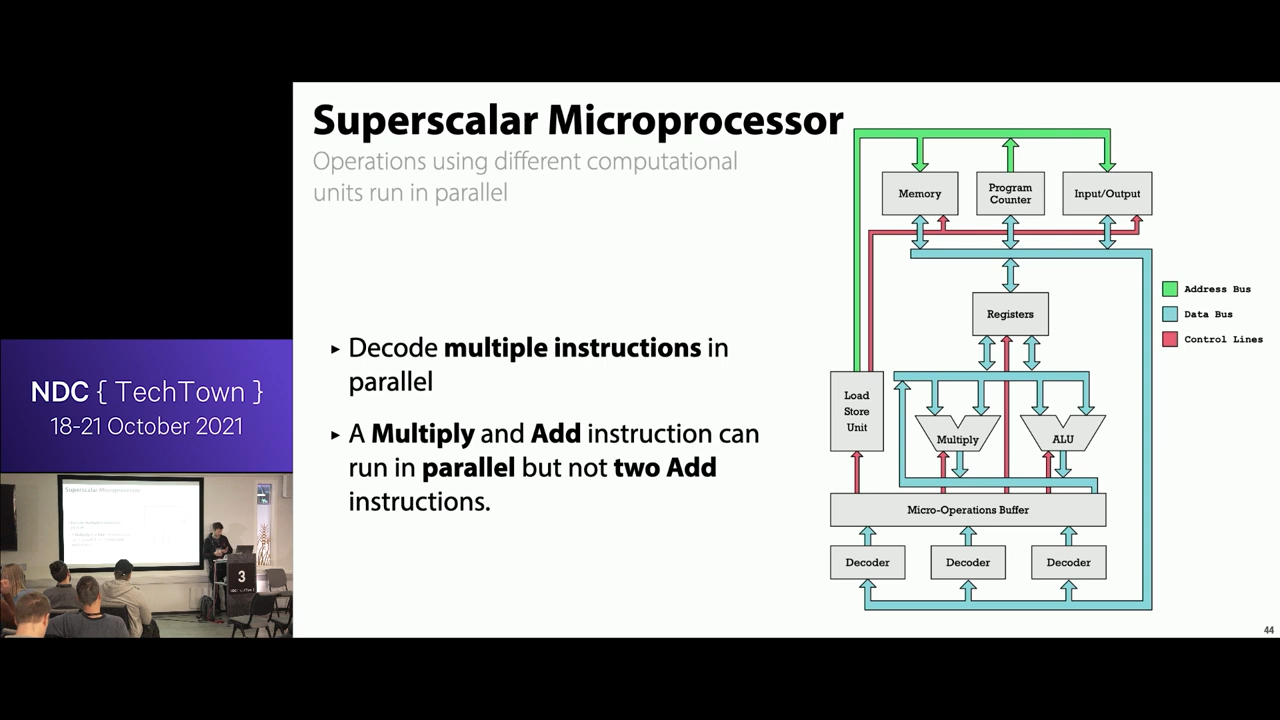 Superscalar Microprocessor
Operations using different computational
units run in parallel
▸ Decode multiple instructions in
parallel
▸ A Multiply and Add instruction can
run in parallel but not two Add
instructions.
Memory
Program
Counter
Input/Output
Registers
Address Bus
Data Bus
Control Lines
Load
Store
Unit
Multiply
ALU
Micro-Operations Buffer
Decoder
Decoder
Decoder
44
NDC { TechTown }
18-21 October 2021
Superscalar Microprocessor
3